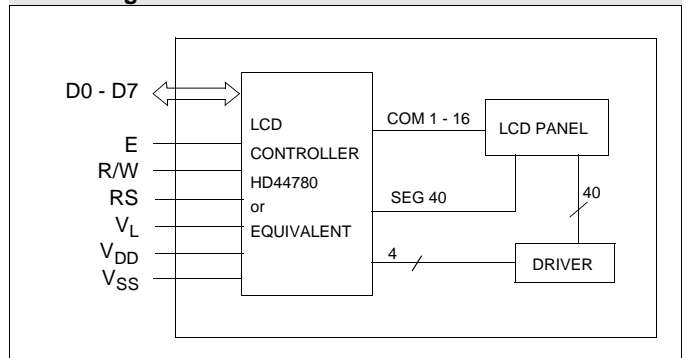 D0 - D7
E
R/W
RS
VL
VDD
VSS
LCD
CONTROLLER
HD44780
or
EQUIVALENT
COM 1 - 16
SEG 40
4
LCD PANEL
40
DRIVER